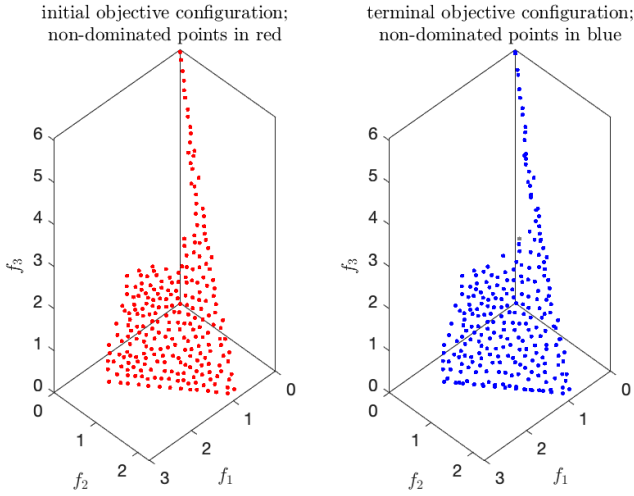 initial objective configuration;
non-dominated points in red
6
5
4
3
2
1
0
f3
0
1
2
f2
3
2
1
0
f1
terminal objective configuration;
non-dominated points in blue
6
5
4
3
2
1
0
f3
0
1
2
f2
3
2
1
0
f1